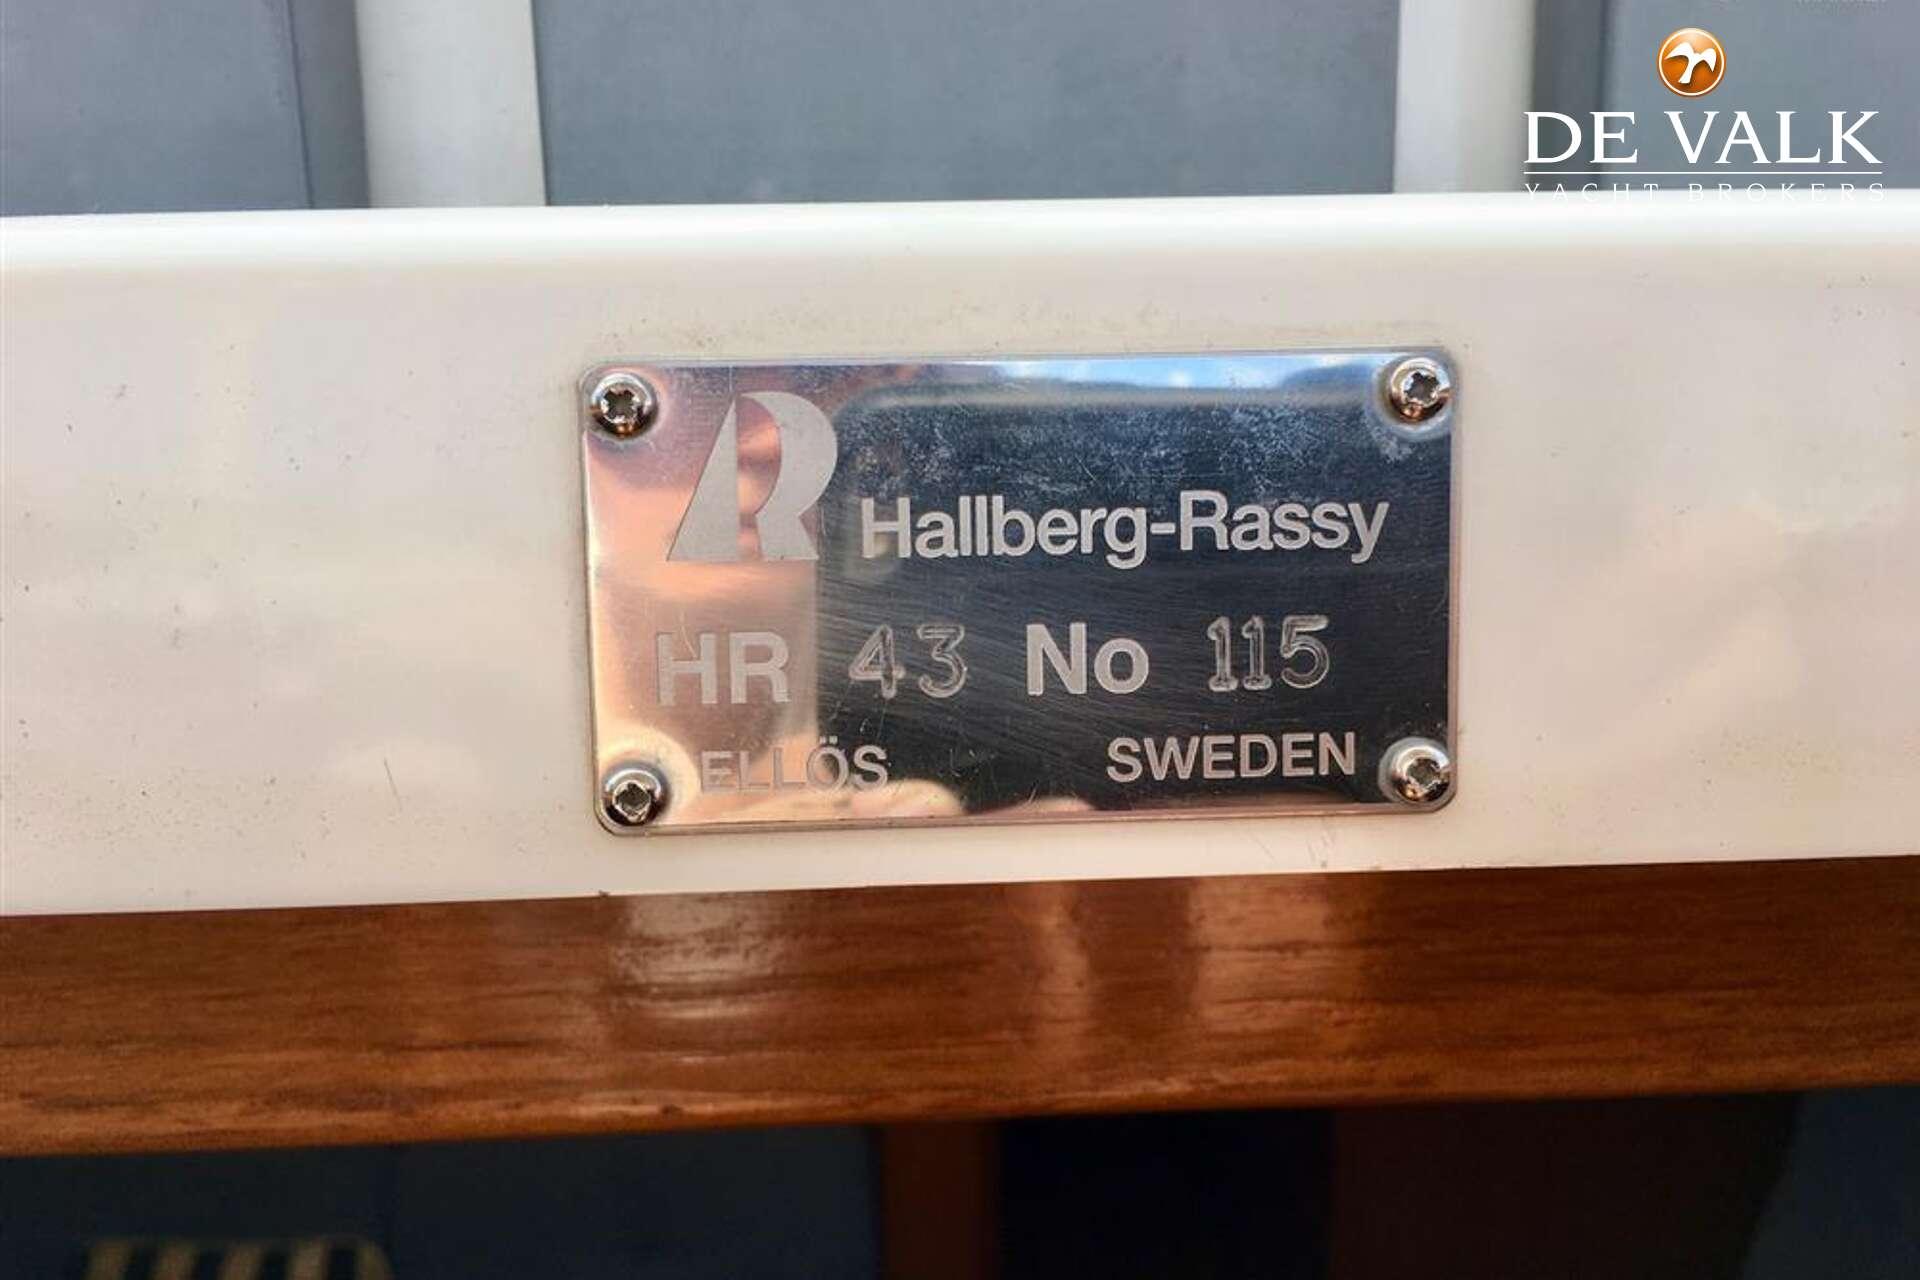 DE VALK
YACHT BROKERS
R Hallberg-Rassy
HR 43 No 115
ELLÖS SWEDEN